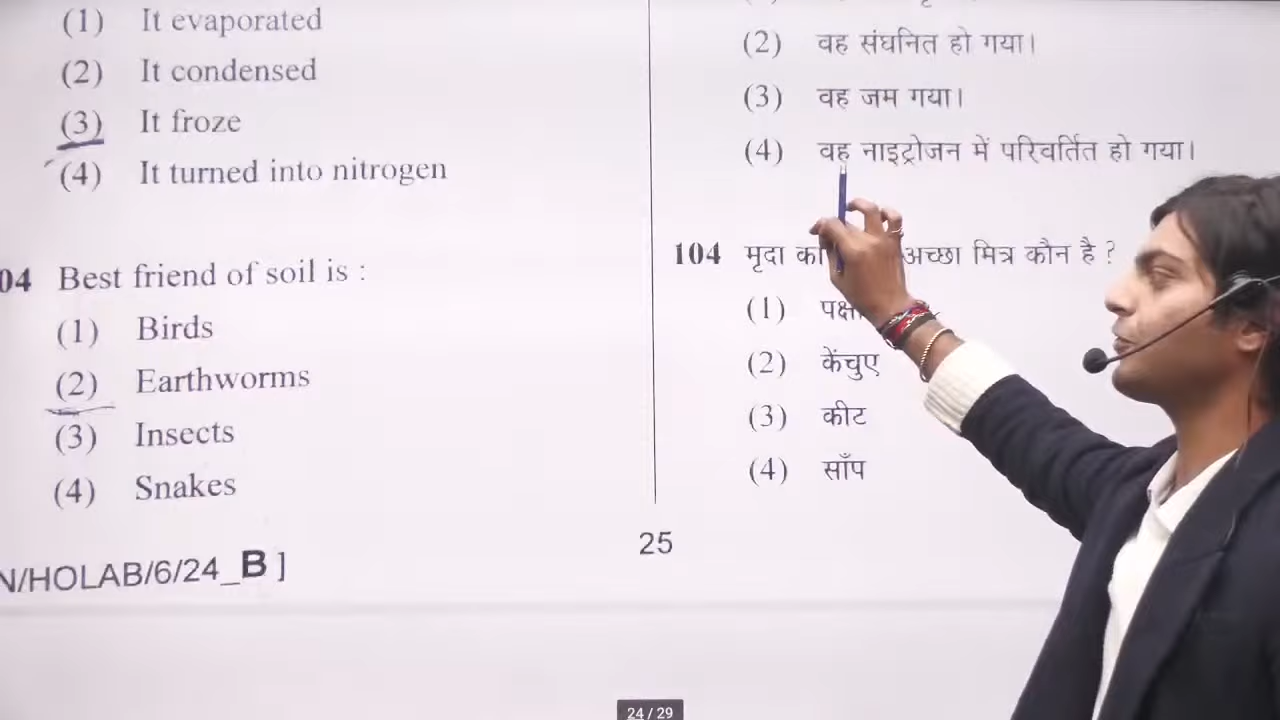 (1) It evaporated
(2) It condensed
(3) It froze
(4) It turned into nitrogen
04 Best friend of soil is :
(1) Birds
(2) Earthworms
(3) Insects
(4) Snakes
N/HOLAB/6/24_B ]
(2) वह संघनित हो गया।
(3) वह जम गया।
(4) वह नाइट्रोजन में परिवर्तित हो गया।
104 मृदा का अच्छा मित्र कौन है ?
(1)
(2) केंचुए
(3) कीट
(4) साँप
25
24 / 29